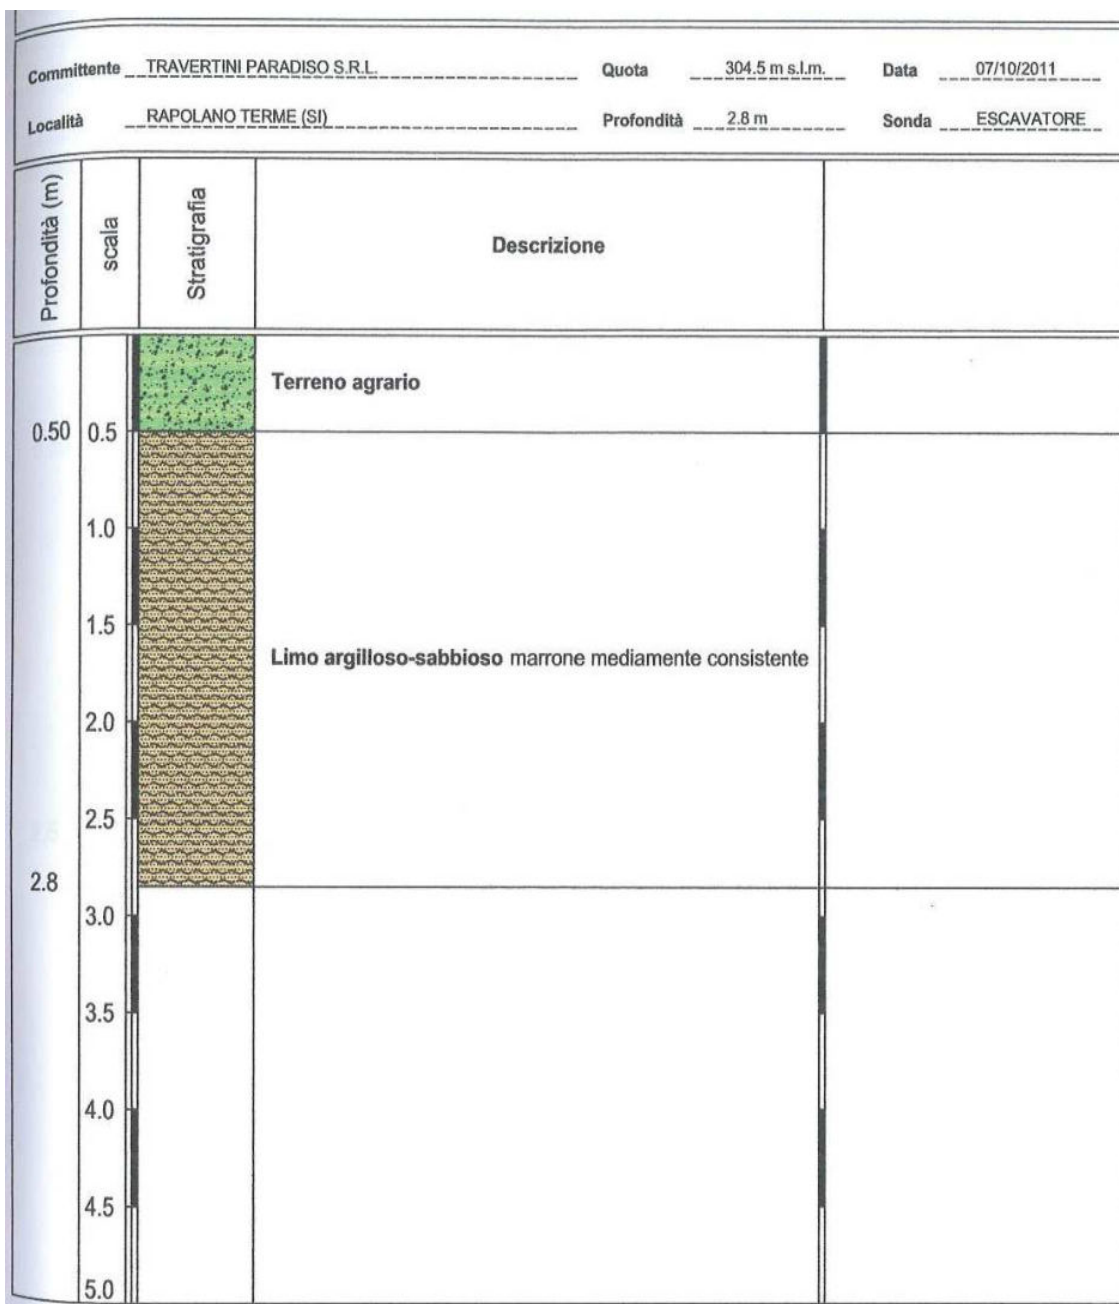 Committente TRAVERTINI PARADISO S.R.L. Quota 304.5 m s.l.m. Data 07/10/2011
Località RAPOLANO TERME (SI) Profondità 2.8 m Sonda ESCAVATORE
Profondità (m) scala Stratigrafia Descrizione
Terreno agrario
0.50 0.5
1.0
1.5
Limo argilloso-sabbioso marrone mediamente consistente
2.0
2.5
2.8
3.0
3.5
4.0
4.5
5.0